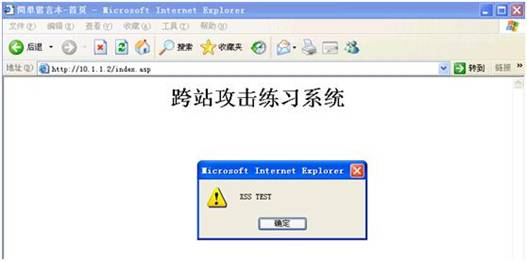 简单留言本-首页 - Microsoft Internet Explorer
文件(F) 编辑(E) 查看(V) 收藏(A) 工具(T) 帮助(H)
后退 搜索 收藏夹
地址(D) http://10.1.1.2/index.asp 转到 链接 »
跨站攻击练习系统
Microsoft Internet Explorer
XSS TEST
确定